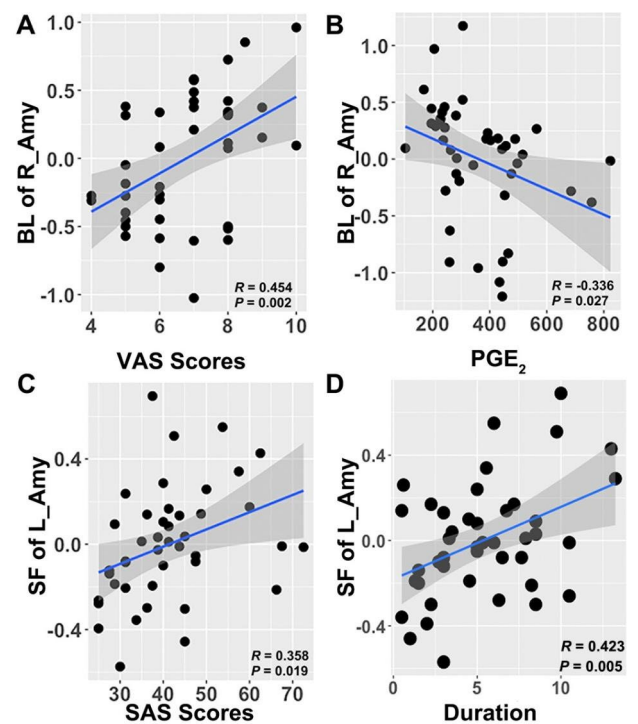 A
BL of R_Amy
1.0
0.5
0.0
-0.5
-1.0
R = 0.454
P = 0.002
4 6 8 10
VAS Scores
B
BL of R_Amy
1.0
0.5
0.0
-0.5
-1.0
R = -0.336
P = 0.027
200 400 600 800
PGE2
C
SF of L_Amy
0.4
0.0
-0.4
R = 0.358
P = 0.019
30 40 50 60 70
SAS Scores
D
SF of L_Amy
0.4
0.0
-0.4
R = 0.423
P = 0.005
0 5 10
Duration